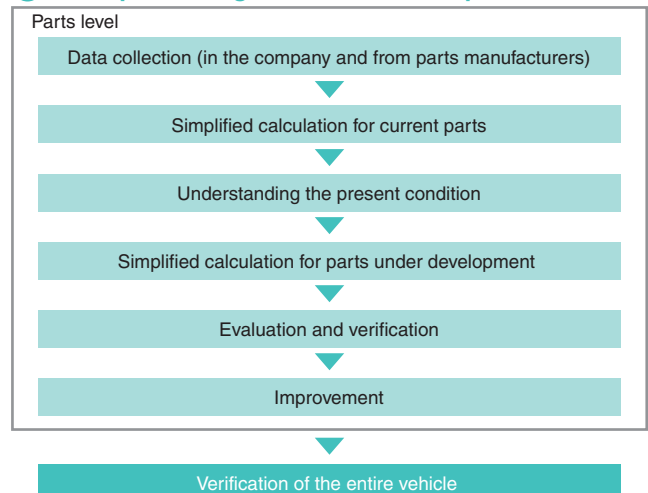 Parts level
Data collection (in the company and from parts manufacturers)
Simplified calculation for current parts
Understanding the present condition
Simplified calculation for parts under development
Evaluation and verification
Improvement
Verification of the entire vehicle